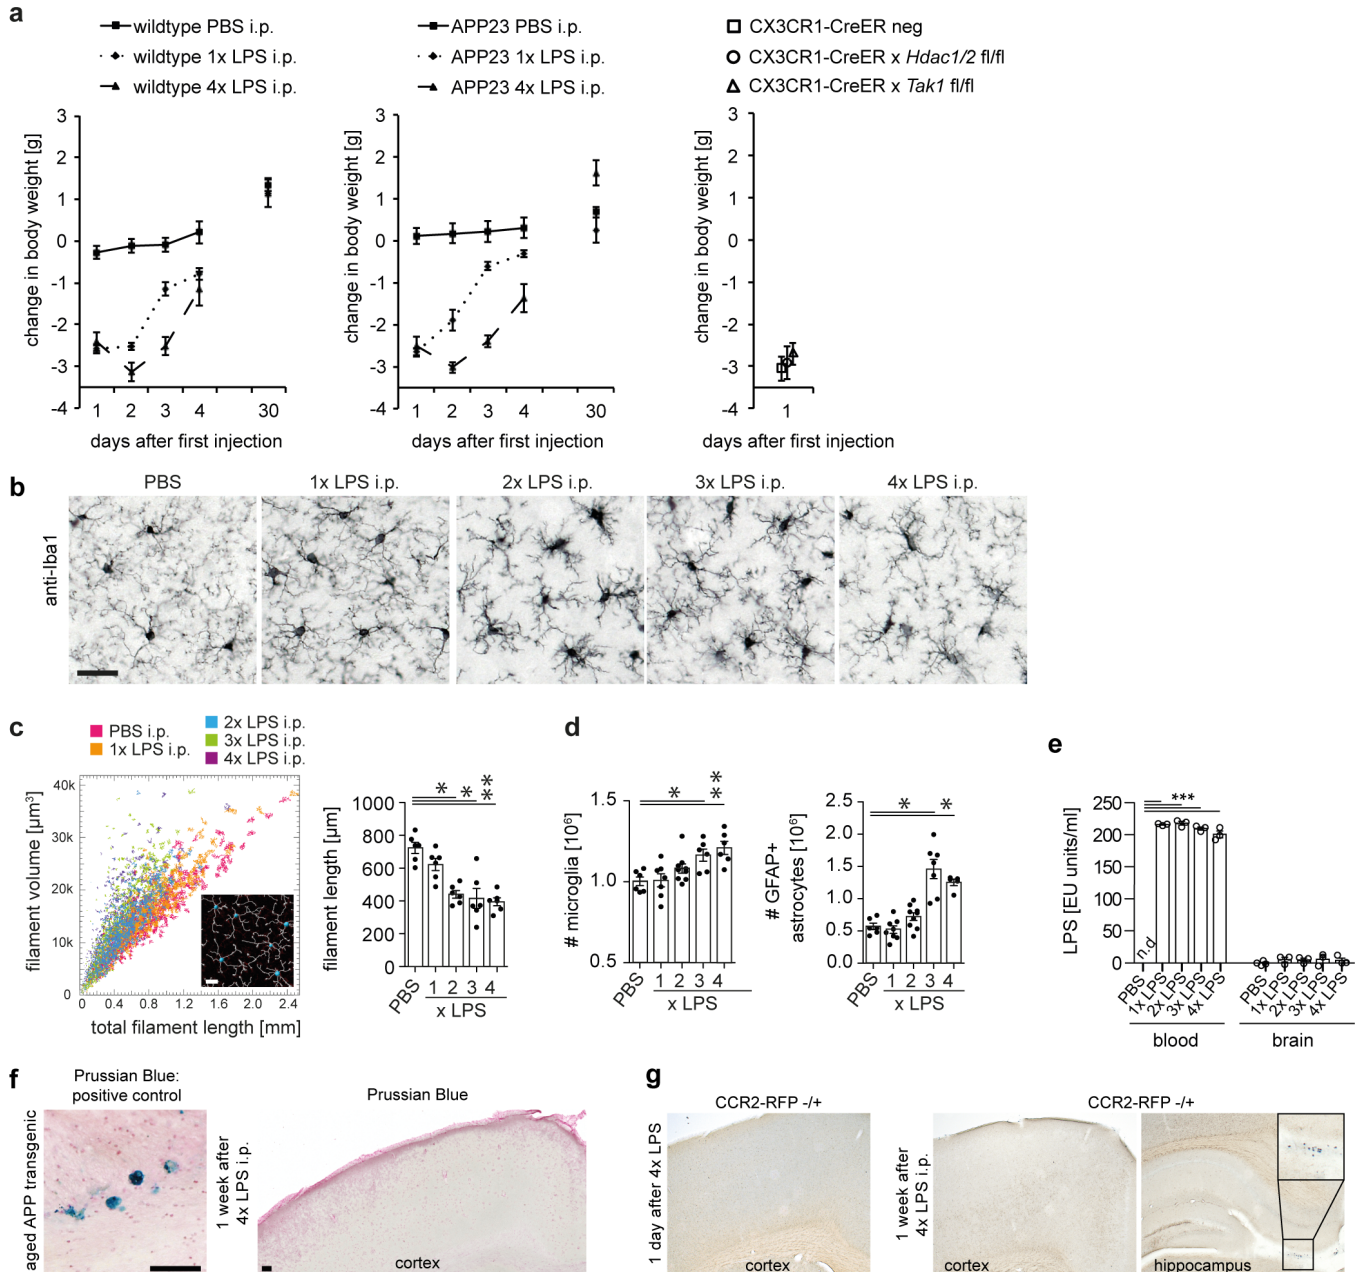 a
wildtype PBS i.p.
wildtype 1x LPS i.p.
wildtype 4x LPS i.p.
APP23 PBS i.p.
APP23 1x LPS i.p.
APP23 4x LPS i.p.
CX3CR1-CreER neg
CX3CR1-CreER x Hdac1/2 fl/fl
CX3CR1-CreER x Tak1 fl/fl
change in body weight [g]
3
2
1
0
-1
-2
-3
-4
1 2 3 4 30
days after first injection
change in body weight [g]
3
2
1
0
-1
-2
-3
-4
1 2 3 4 30
days after first injection
change in body weight [g]
3
2
1
0
-1
-2
-3
-4
1
days after first injection
b
PBS 1x LPS i.p. 2x LPS i.p. 3x LPS i.p. 4x LPS i.p.
anti-Iba1
c
PBS i.p.
1x LPS i.p.
2x LPS i.p.
3x LPS i.p.
4x LPS i.p.
filament volume [µm³]
40k
30k
20k
10k
0
0 0.4 0.8 1.2 1.6 2.0 2.4
total filament length [mm]
filament length [µm]
1000
800
600
400
200
0
* * **
PBS 1 2 3 4
x LPS
d
# microglia [10⁶]
1.5
1.0
0.5
* **
PBS 1 2 3 4
x LPS
# GFAP+
astrocytes [10⁶]
2.5
2.0
1.5
1.0
0.5
0.0
* *
PBS 1 2 3 4
x LPS
e
LPS [EU units/ml]
250
200
150
100
50
0
***
n.d.
PBS 1x LPS 2x LPS 3x LPS 4x LPS
PBS 1x LPS 2x LPS 3x LPS 4x LPS
blood brain
f
Prussian Blue:
positive control
aged APP transgenic
Prussian Blue
1 week after
4x LPS i.p.
cortex
g
CCR2-RFP -/+
1 day after 4x LPS
cortex
CCR2-RFP -/+
1 week after
4x LPS i.p.
cortex
hippocampus